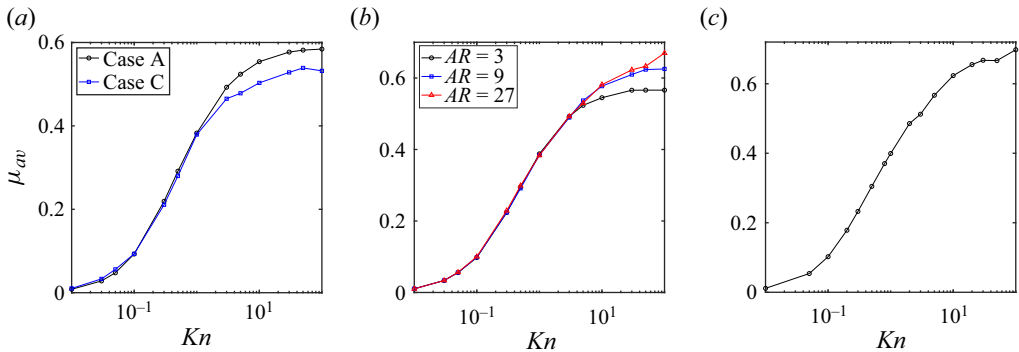 (a)
(b)
(c)
μav
0.6
0.4
0.2
0
Case A
Case C
10−1
101
Kn
0.6
0.4
0.2
0
AR = 3
AR = 9
AR = 27
10−1
101
Kn
0.6
0.4
0.2
0
10−1
101
Kn